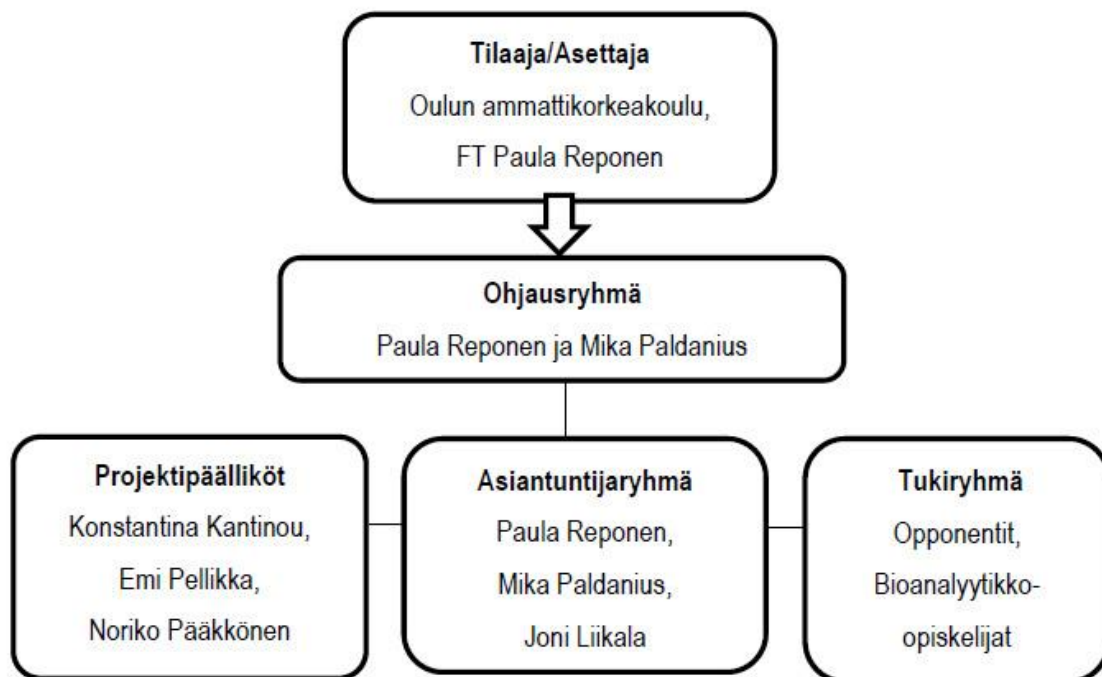 Tilaaja/Asettaja
Oulun ammattikorkeakoulu,
FT Paula Reponen
Ohjausryhmä
Paula Reponen ja Mika Paldanius
Projektipäälliköt
Konstantina Kantinou,
Emi Pellikka,
Noriko Pääkkönen
Asiantuntijaryhmä
Paula Reponen,
Mika Paldanius,
Joni Liikala
Tukiryhmä
Opponentit,
Bioanalyytikko-
opiskelijat